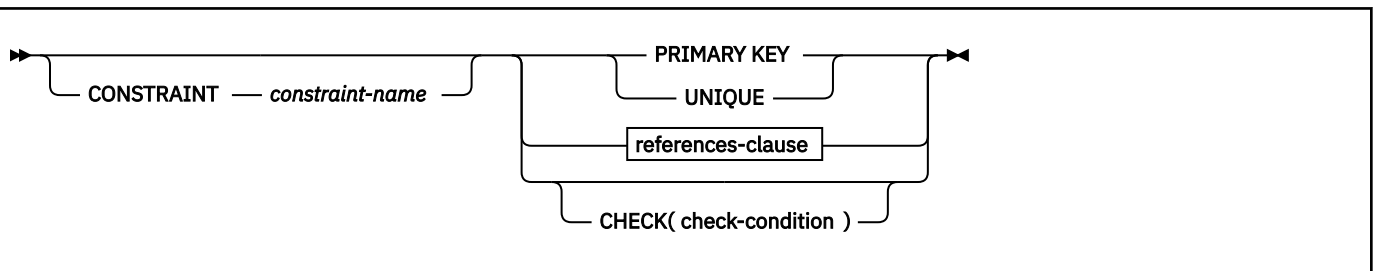 PRIMARY KEY
CONSTRAINT constraint-name
UNIQUE
references-clause
CHECK( check-condition )